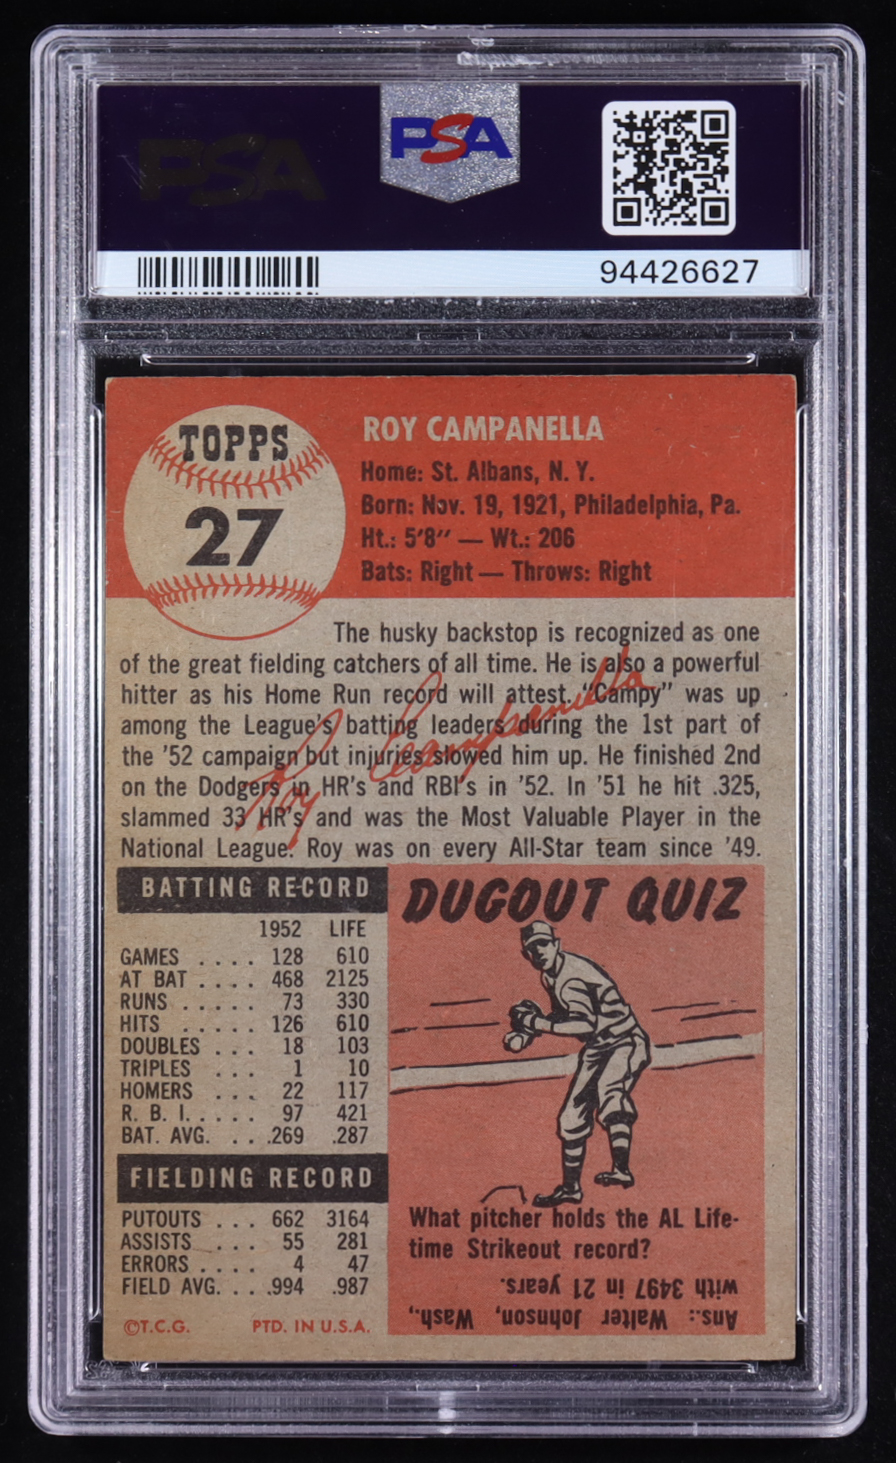 PSA
PSA
94426627
TOPPS
27
ROY CAMPANELLA
Home: St. Albans, N. Y.
Born: Nov. 19, 1921, Philadelphia, Pa.
Ht.: 5'8" — Wt.: 206
Bats: Right — Throws: Right
The husky backstop is recognized as one
of the great fielding catchers of all time. He is also a powerful
hitter as his Home Run record will attest. "Campy" was up
among the League's batting leaders during the 1st part of
the '52 campaign but injuries slowed him up. He finished 2nd
on the Dodgers in HR's and RBI's in '52. In '51 he hit .325,
slammed 33 HR's and was the Most Valuable Player in the
National League. Roy was on every All-Star team since '49.
Roy Campanella
BATTING RECORD
1952 LIFE
GAMES .... 128 610
AT BAT .... 468 2125
RUNS ..... 73 330
HITS ..... 126 610
DOUBLES ... 18 103
TRIPLES ... 1 10
HOMERS ... 22 117
R. B. I. .... 97 421
BAT. AVG. ... .269 .287
FIELDING RECORD
PUTOUTS ... 662 3164
ASSISTS ... 55 281
ERRORS .... 4 47
FIELD AVG. ... .994 .987
©T.C.G. PTD. IN U.S.A.
DUGOUT QUIZ
What pitcher holds the AL Life-
time Strikeout record?
Ans.: Walter Johnson, Wash.,
with 3497 in 21 years.